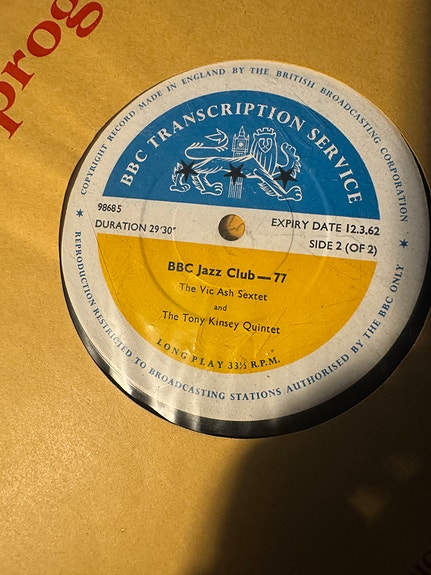 prog
COPYRIGHT RECORD MADE IN ENGLAND BY THE BRITISH BROADCASTING CORPORATION
BBC TRANSCRIPTION SERVICE
98685
DURATION 29'30"
EXPIRY DATE 12.3.62
SIDE 2 (OF 2)
BBC Jazz Club—77
The Vic Ash Sextet
and
The Tony Kinsey Quintet
LONG PLAY 33⅓ R.P.M.
REPRODUCTION RESTRICTED TO BROADCASTING STATIONS AUTHORISED BY THE BBC ONLY